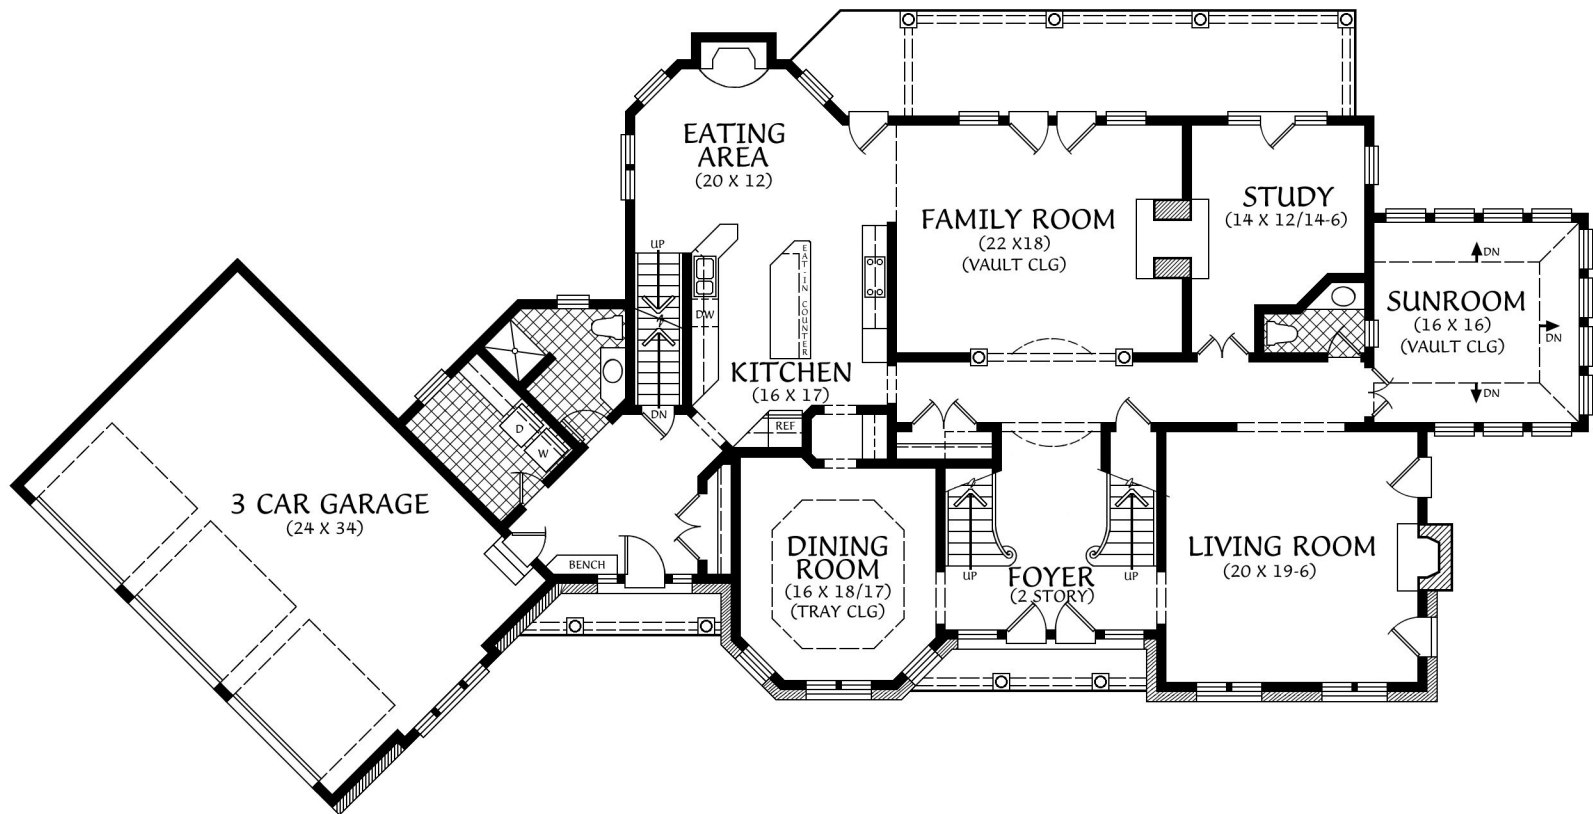 EATING
AREA
(20 X 12)
FAMILY ROOM
(22 X18)
(VAULT CLG)
STUDY
(14 X 12/14-6)
SUNROOM
(16 X 16)
(VAULT CLG)
DN
DN
DN
UP
DW
EAT-IN COUNTER
KITCHEN
(16 X 17)
DN
REF
D
W
3 CAR GARAGE
(24 X 34)
BENCH
DINING
ROOM
(16 X 18/17)
(TRAY CLG)
UP
UP
FOYER
(2 STORY)
LIVING ROOM
(20 X 19-6)